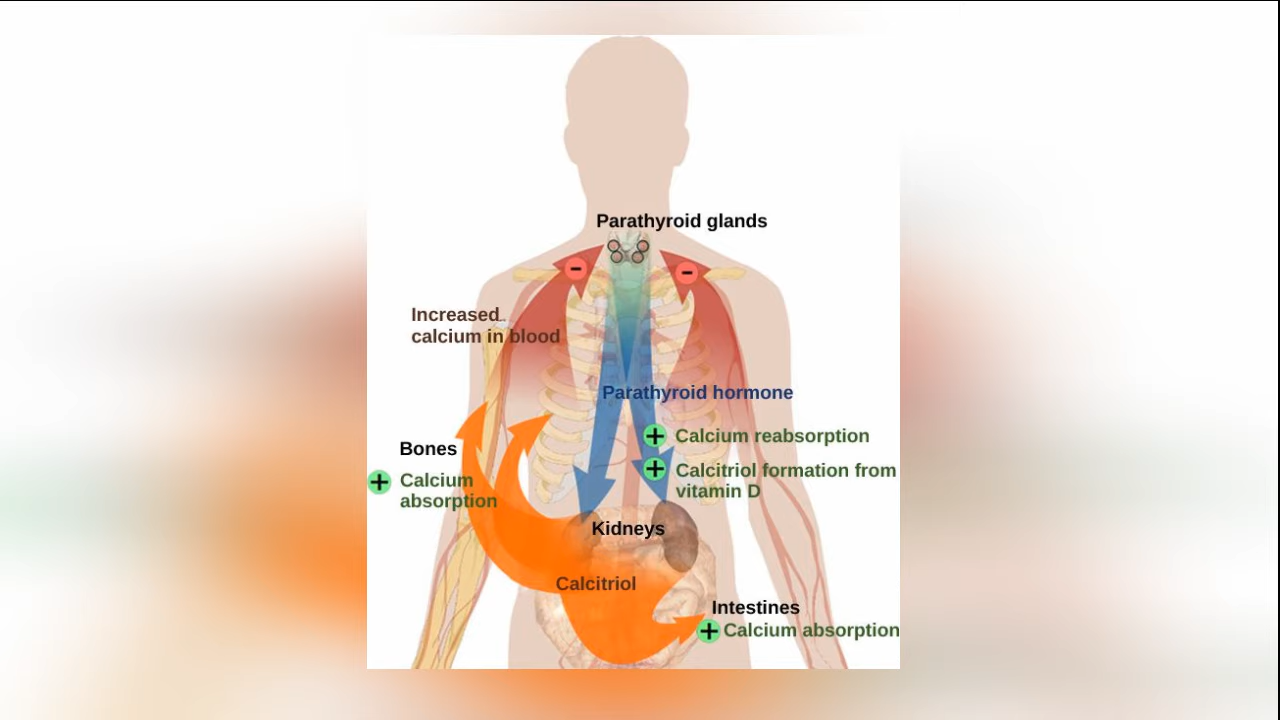 Parathyroid glands
Increased
calcium in blood
Parathyroid hormone
Calcium reabsorption
Calcitriol formation from
vitamin D
Bones
Calcium
absorption
Kidneys
Calcitriol
Intestines
Calcium absorption